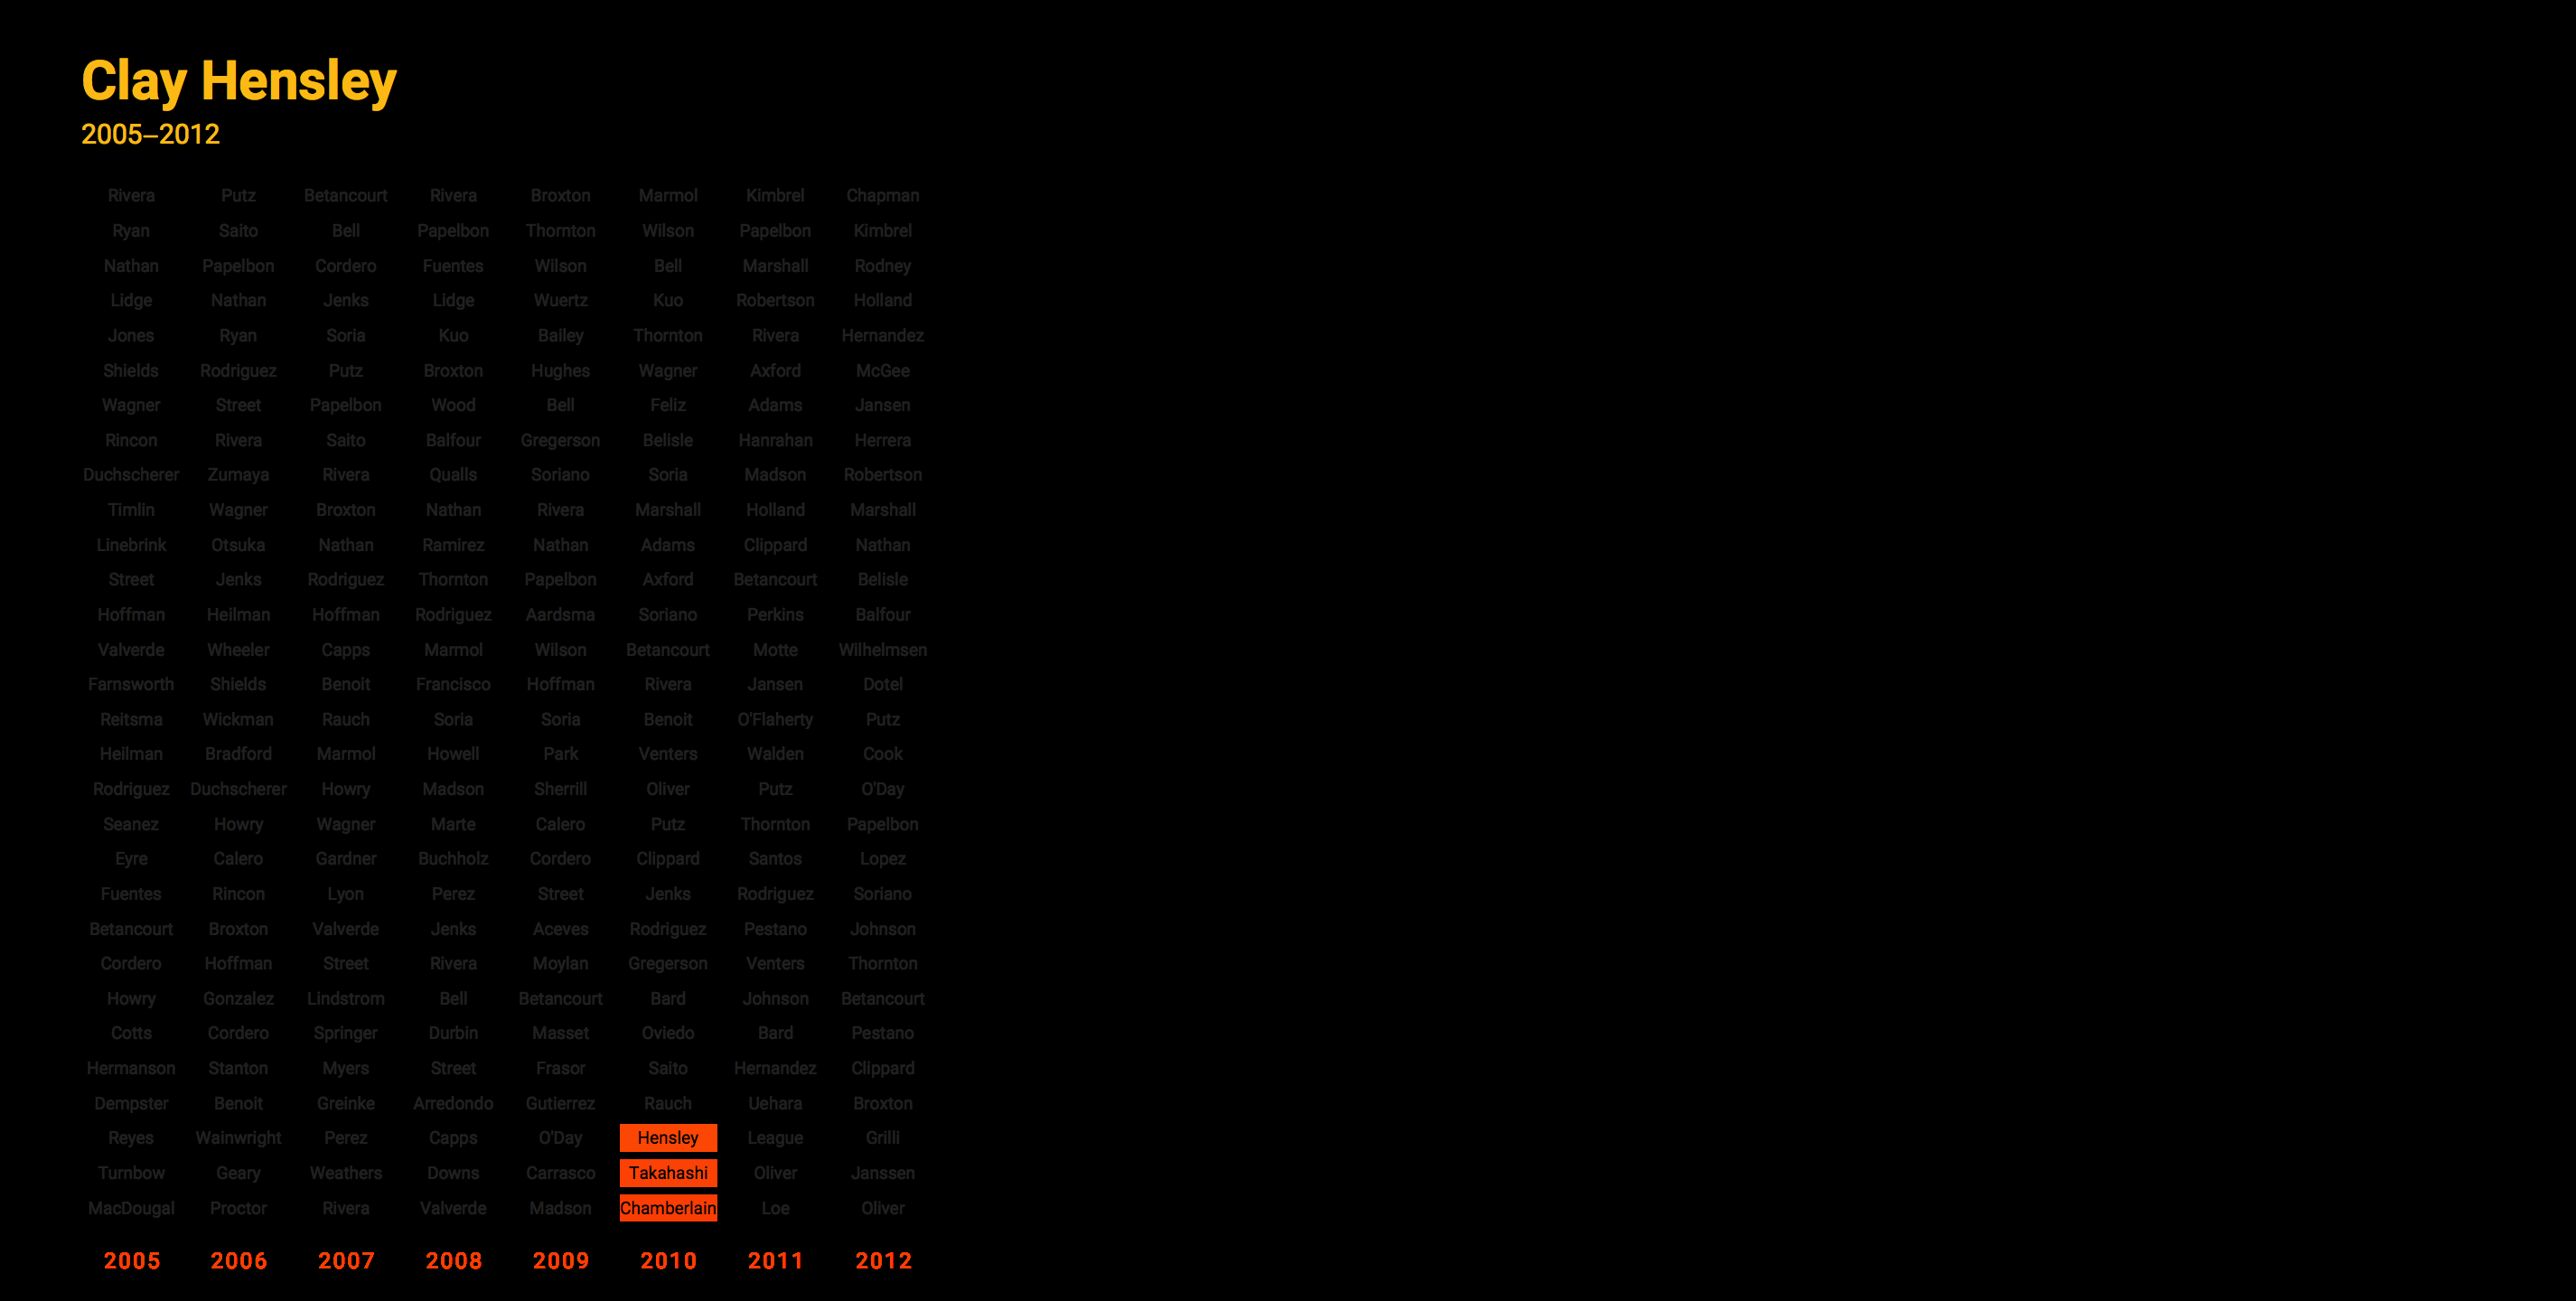 Clay Hensley
2005–2012
Rivera Putz Betancourt Rivera Broxton Marmol Kimbrel Chapman
Ryan Saito Bell Papelbon Thornton Wilson Papelbon Kimbrel
Nathan Papelbon Cordero Fuentes Wilson Bell Marshall Rodney
Lidge Nathan Jenks Lidge Wuertz Kuo Robertson Holland
Jones Ryan Soria Kuo Bailey Thornton Rivera Hernandez
Shields Rodriguez Putz Broxton Hughes Wagner Axford McGee
Wagner Street Papelbon Wood Bell Feliz Adams Jansen
Rincon Rivera Saito Balfour Gregerson Belisle Hanrahan Herrera
Duchscherer Zumaya Rivera Qualls Soriano Soria Madson Robertson
Timlin Wagner Broxton Nathan Rivera Marshall Holland Marshall
Linebrink Otsuka Nathan Ramirez Nathan Adams Clippard Nathan
Street Jenks Rodriguez Thornton Papelbon Axford Betancourt Belisle
Hoffman Heilman Hoffman Rodriguez Aardsma Soriano Perkins Balfour
Valverde Wheeler Capps Marmol Wilson Betancourt Motte Wilhelmsen
Farnsworth Shields Benoit Francisco Hoffman Rivera Jansen Dotel
Reitsma Wickman Rauch Soria Soria Benoit O'Flaherty Putz
Heilman Bradford Marmol Howell Park Venters Walden Cook
Rodriguez Duchscherer Howry Madson Sherrill Oliver Putz O'Day
Seanez Howry Wagner Marte Calero Putz Thornton Papelbon
Eyre Calero Gardner Buchholz Cordero Clippard Santos Lopez
Fuentes Rincon Lyon Perez Street Jenks Rodriguez Soriano
Betancourt Broxton Valverde Jenks Aceves Rodriguez Pestano Johnson
Cordero Hoffman Street Rivera Moylan Gregerson Venters Thornton
Howry Gonzalez Lindstrom Bell Betancourt Bard Johnson Betancourt
Cotts Cordero Springer Durbin Masset Oviedo Bard Pestano
Hermanson Stanton Myers Street Frasor Saito Hernandez Clippard
Dempster Benoit Greinke Arredondo Gutierrez Rauch Uehara Broxton
Reyes Wainwright Perez Capps O'Day Hensley League Grilli
Turnbow Geary Weathers Downs Carrasco Takahashi Oliver Janssen
MacDougal Proctor Rivera Valverde Madson Chamberlain Loe Oliver
2005 2006 2007 2008 2009 2010 2011 2012